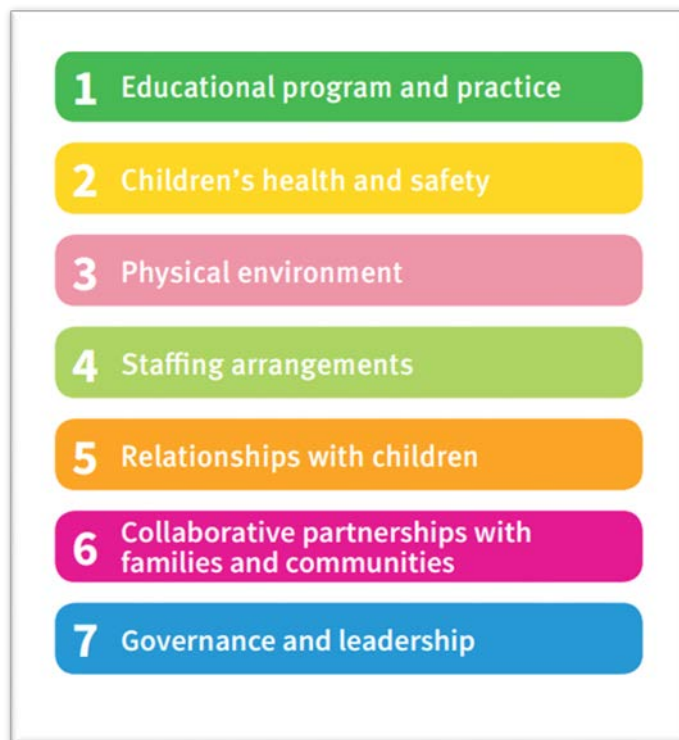 1 Educational program and practice
2 Children's health and safety
3 Physical environment
4 Staffing arrangements
5 Relationships with children
6 Collaborative partnerships with
families and communities
7 Governance and leadership